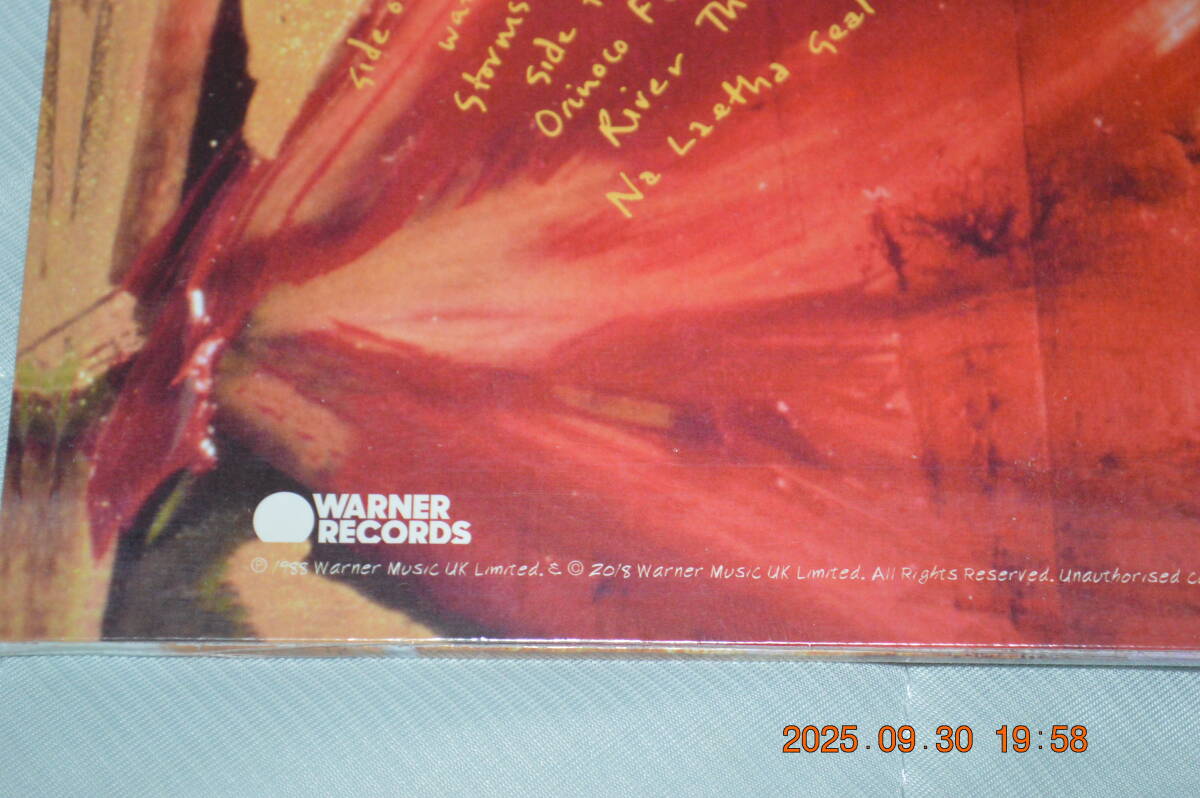 Side
Storms
Side
Orinoco F
River Th
Na Laetha Geal
WARNER
RECORDS
℗ 1988 Warner Music UK Limited. & © 2018 Warner Music UK Limited. All Rights Reserved. Unauthorised
2025.09.30 19:58